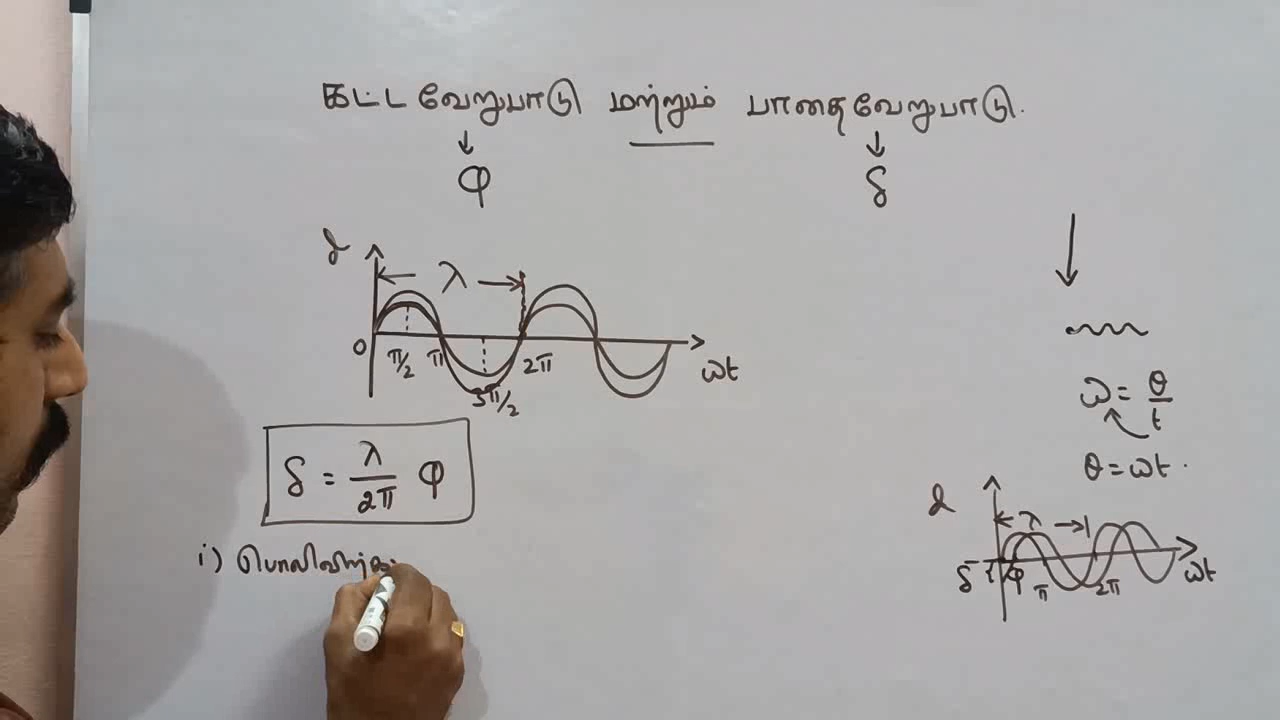 கட்ட வேறுபாடு மற்றும் பாதைவேறுபாடு.
φ δ
λ
0 π/2 π 3π/2 2π ωt
δ = λ/2π φ
ω = θ/t
θ = ωt.
λ
δ φ π 2π ωt
i)